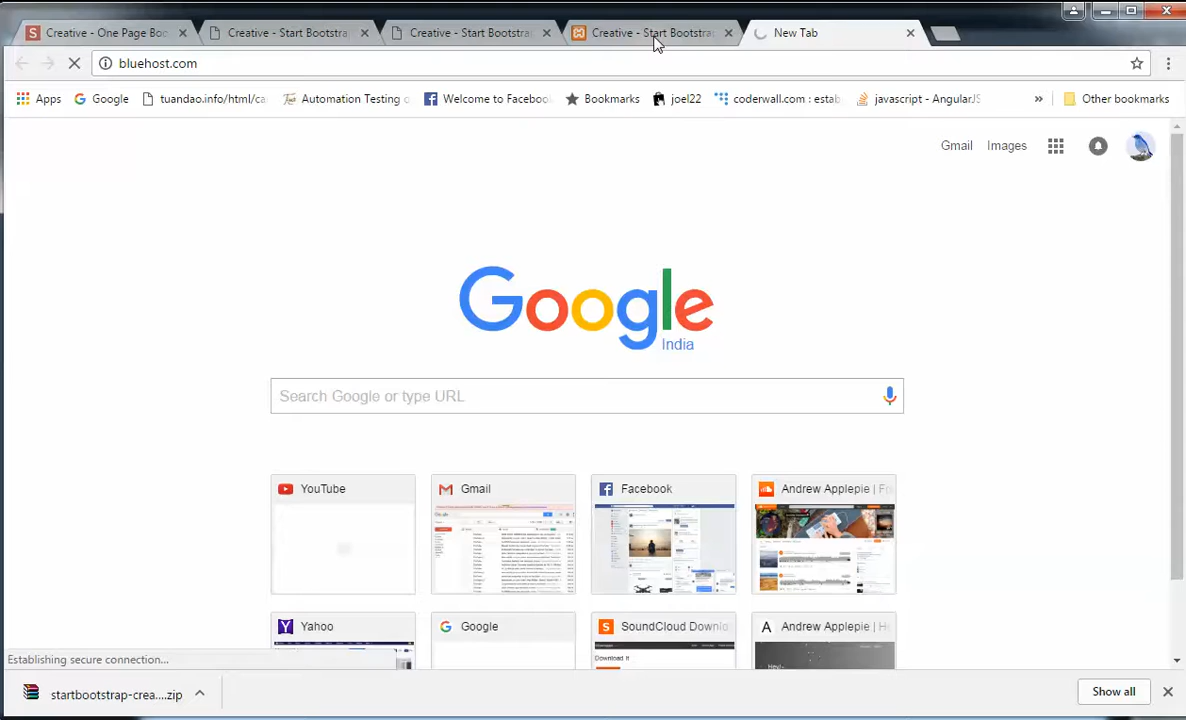 Creative - One Page Boo
Creative - Start Bootstra
Creative - Start Bootstra
Creative - Start Bootstra
New Tab
bluehost.com
Apps
Google
tuandao.info/html/ca
Automation Testing o
Welcome to Faceboo
Bookmarks
joel22
coderwall.com : estab
javascript - AngularJS
»
Other bookmarks
Gmail
Images
Google
India
Search Google or type URL
YouTube
Gmail
Facebook
Andrew Applepie | Fr
Yahoo
Google
SoundCloud Downlo
Andrew Applepie | H
Download It
Hey!
Establishing secure connection...
startbootstrap-crea....zip
Show all